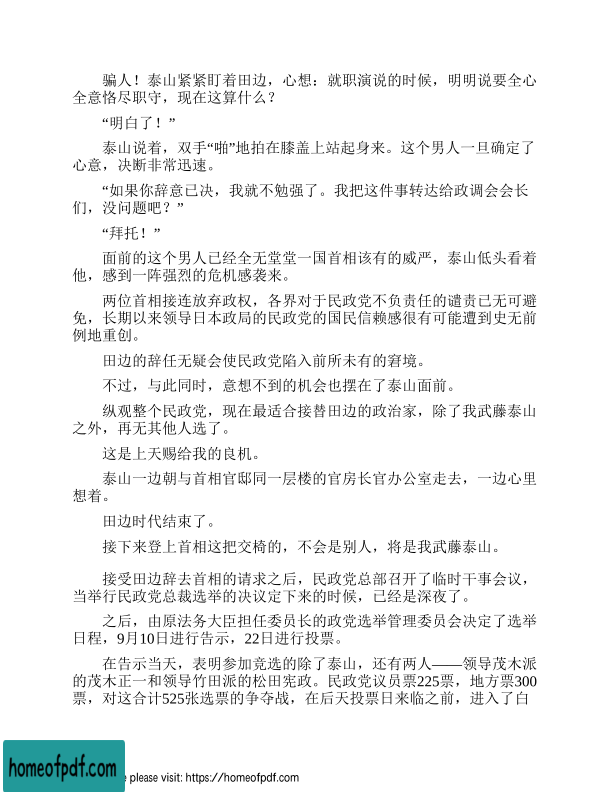 骗人！泰山紧紧盯着田边，心想：就职演说的时候，明明说要全心
全意恪尽职守，现在这算什么？
“明白了！”
泰山说着，双手“啪”地拍在膝盖上站起身来。这个男人一旦确定了
心意，决断非常迅速。
“如果你辞意已决，我就不勉强了。我把这件事转达给政调会会长
们，没问题吧？”
“拜托！”
面前的这个男人已经全无堂堂一国首相该有的威严，泰山低头看着
他，感到一阵强烈的危机感袭来。
两位首相接连放弃政权，各界对于民政党不负责任的谴责已无可避
免，长期以来领导日本政局的民政党的国民信赖感很有可能遭到史无前
例地重创。
田边的辞任无疑会使民政党陷入前所未有的窘境。
不过，与此同时，意想不到的机会也摆在了泰山面前。
纵观整个民政党，现在最适合接替田边的政治家，除了我武藤泰山
之外，再无其他人选了。
这是上天赐给我的良机。
泰山一边朝与首相官邸同一层楼的官房长官办公室走去，一边心里
想着。
田边时代结束了。
接下来登上首相这把交椅的，不会是别人，将是我武藤泰山。
接受田边辞去首相的请求之后，民政党总部召开了临时干事会议，
当举行民政党总裁选举的决议定下来的时候，已经是深夜了。
之后，由原法务大臣担任委员长的政党选举管理委员会决定了选举
日程，9月10日进行告示，22日进行投票。
在告示当天，表明参加竞选的除了泰山，还有两人——领导茂木派
的茂木正一和领导竹田派的松田宪政。民政党议员票225票，地方票300
票，对这合计525张选票的争夺战，在后天投票日来临之前，进入了白
homeofpdf.com
e please visit: https://homeofpdf.com